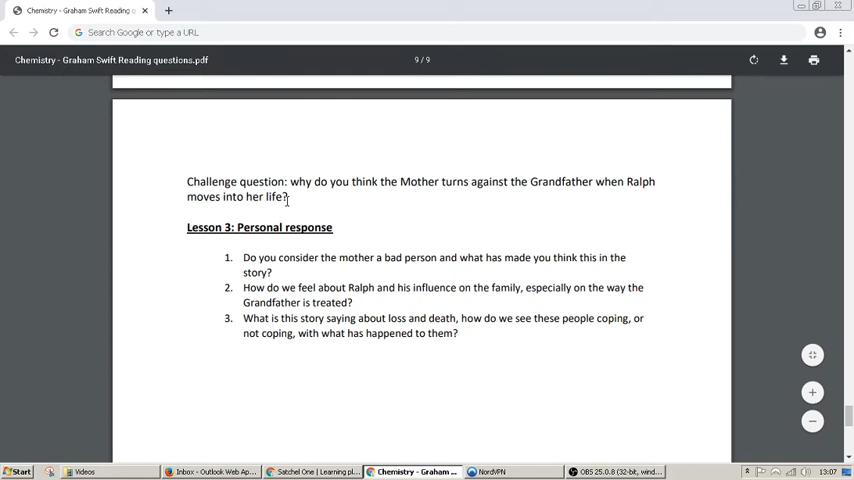 Chemistry - Graham Swift Reading q
Search Google or type a URL
Chemistry - Graham Swift Reading questions.pdf
9 / 9
Challenge question: why do you think the Mother turns against the Grandfather when Ralph
moves into her life?
Lesson 3: Personal response
1. Do you consider the mother a bad person and what has made you think this in the
story?
2. How do we feel about Ralph and his influence on the family, especially on the way the
Grandfather is treated?
3. What is this story saying about loss and death, how do we see these people coping, or
not coping, with what has happened to them?
Start
Videos
Inbox - Outlook Web Ap...
Satchel One | Learning pl...
Chemistry - Graham ...
NordVPN
OBS 25.0.8 (32-bit, wind...
13:07